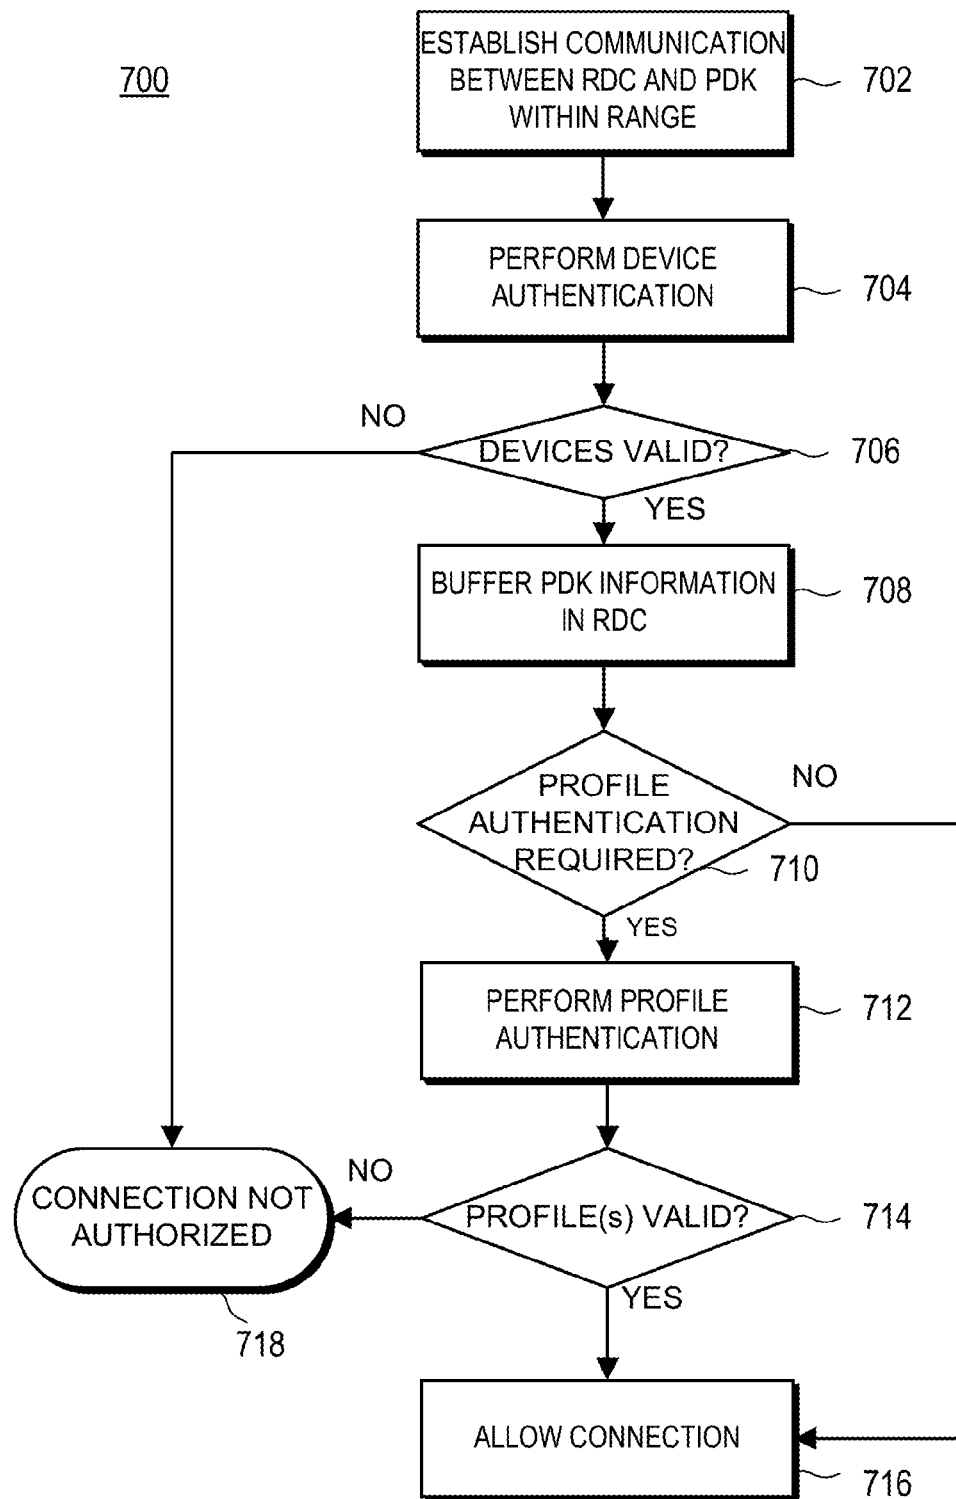 700
ESTABLISH COMMUNICATION
BETWEEN RDC AND PDK
WITHIN RANGE
702
PERFORM DEVICE
AUTHENTICATION
704
NO
DEVICES VALID?
706
YES
BUFFER PDK INFORMATION
IN RDC
708
PROFILE
AUTHENTICATION
REQUIRED?
NO
710
YES
PERFORM PROFILE
AUTHENTICATION
712
CONNECTION NOT
AUTHORIZED
NO
PROFILE(s) VALID?
714
718
YES
ALLOW CONNECTION
716